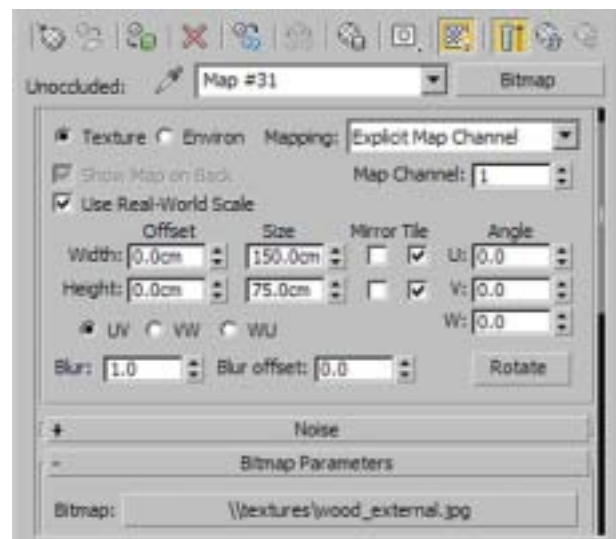 Unoccluded: Map #31 Bitmap
Texture Environ Mapping: Explicit Map Channel
Show Map on Back Map Channel: 1
Use Real-World Scale
Offset Size Mirror Tile Angle
Width: 0.0cm 150.0cm U: 0.0
Height: 0.0cm 75.0cm V: 0.0
UV VW WU W: 0.0
Blur: 1.0 Blur offset: 0.0 Rotate
+ Noise
- Bitmap Parameters
Bitmap: \\textures\wood_external.jpg